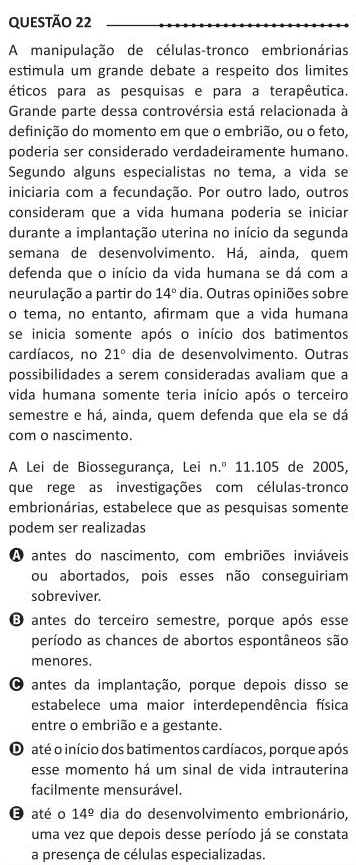 QUESTÃO 22
A manipulação de células-tronco embrionárias
estimula um grande debate a respeito dos limites
éticos para as pesquisas e para a terapêutica.
Grande parte dessa controvérsia está relacionada à
definição do momento em que o embrião, ou o feto,
poderia ser considerado verdadeiramente humano.
Segundo alguns especialistas no tema, a vida se
iniciaria com a fecundação. Por outro lado, outros
consideram que a vida humana poderia se iniciar
durante a implantação uterina no início da segunda
semana de desenvolvimento. Há, ainda, quem
defenda que o início da vida humana se dá com a
neurulação a partir do 14º dia. Outras opiniões sobre
o tema, no entanto, afirmam que a vida humana
se inicia somente após o início dos batimentos
cardíacos, no 21º dia de desenvolvimento. Outras
possibilidades a serem consideradas avaliam que a
vida humana somente teria início após o terceiro
semestre e há, ainda, quem defenda que ela se dá
com o nascimento.
A Lei de Biossegurança, Lei n.º 11.105 de 2005,
que rege as investigações com células-tronco
embrionárias, estabelece que as pesquisas somente
podem ser realizadas
A antes do nascimento, com embriões inviáveis
ou abortados, pois esses não conseguiriam
sobreviver.
B antes do terceiro semestre, porque após esse
período as chances de abortos espontâneos são
menores.
C antes da implantação, porque depois disso se
estabelece uma maior interdependência física
entre o embrião e a gestante.
D até o início dos batimentos cardíacos, porque após
esse momento há um sinal de vida intrauterina
facilmente mensurável.
E até o 14º dia do desenvolvimento embrionário,
uma vez que depois desse período já se constata
a presença de células especializadas.